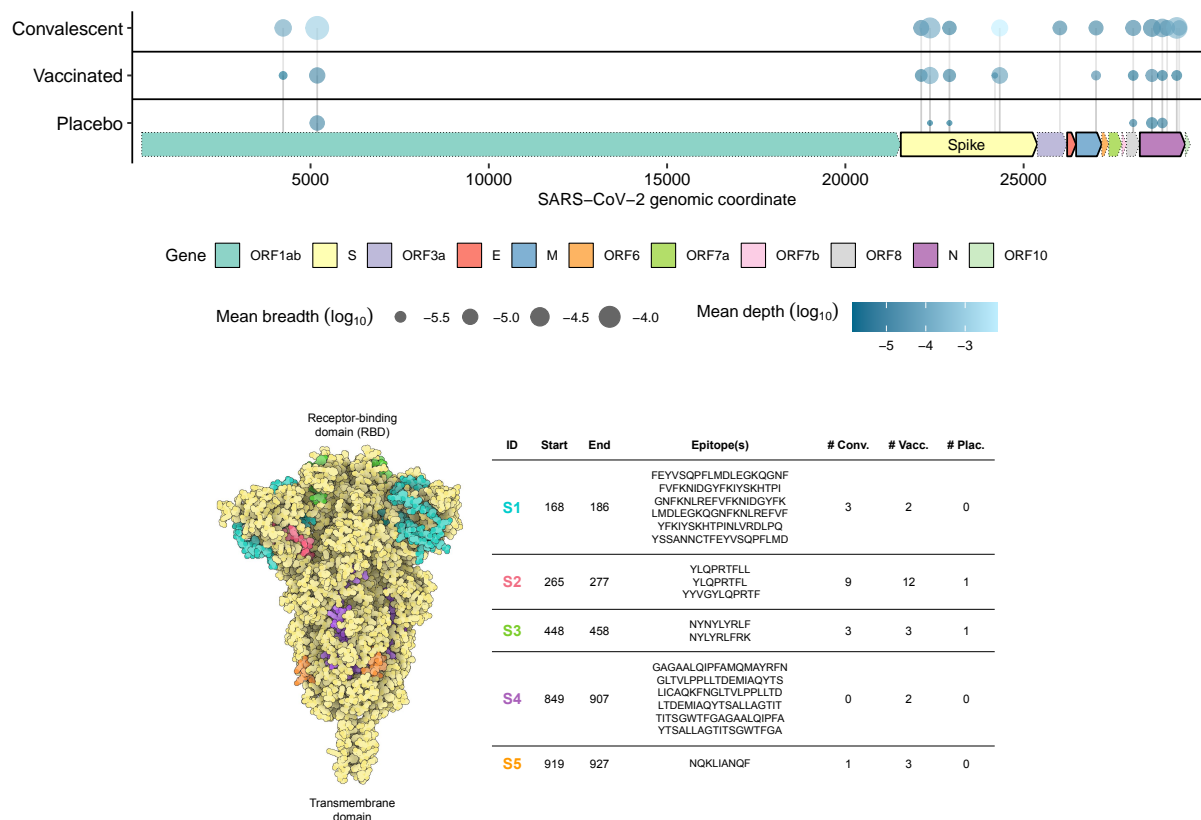 Convalescent
Vaccinated
Placebo
Spike
5000 10000 15000 20000 25000
SARS−CoV−2 genomic coordinate
Gene ORF1ab S ORF3a E M ORF6 ORF7a ORF7b ORF8 N ORF10
Mean breadth (log10) −5.5 −5.0 −4.5 −4.0
Mean depth (log10) −5 −4 −3
Receptor-binding
domain (RBD)
Transmembrane
domain
ID Start End Epitope(s) # Conv. # Vacc. # Plac.
FEYVSQPFLMDLEGKQGNF
FVFKNIDGYFKIYSKHTPI
GNFKNLREFVFKNIDGYFK
S1 168 186 LMDLEGKQGNFKNLREFVF 3 2 0
YFKIYSKHTPINLVRDLPQ
YSSANNCTFEYVSQPFLMD
YLQPRTFLL
S2 265 277 YLQPRTFL 9 12 1
YYVGYLQPRTF
S3 448 458 NYNYLYRLF 3 3 1
NYLYRLFRK
GAGAALQIPFAMQMAYRFN
GLTVLPPLLTDEMIAQYTS
LICAQKFNGLTVLPPLLTD
S4 849 907 LTDEMIAQYTSALLAGTIT 0 2 0
TITSGWTFGAGAALQIPFA
YTSALLAGTITSGWTFGA
S5 919 927 NQKLIANQF 1 3 0